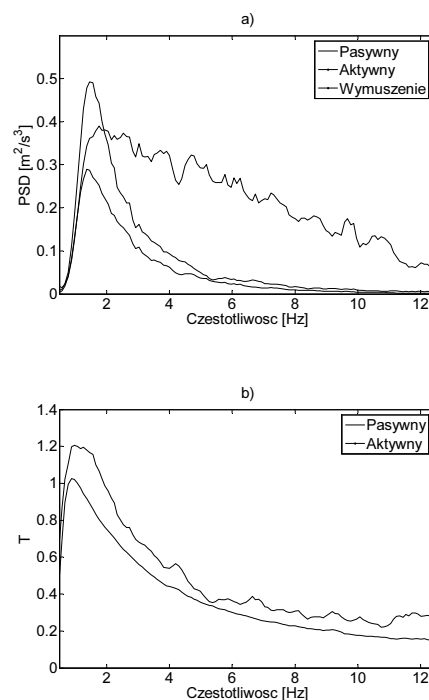 a)
Pasywny
Aktywny
Wymuszenie
PSD [m²/s³]
0.5
0.4
0.3
0.2
0.1
0
2 4 6 8 10 12
Czestotliwosc [Hz]
b)
Pasywny
Aktywny
T
1.4
1.2
1
0.8
0.6
0.4
0.2
0
2 4 6 8 10 12
Czestotliwosc [Hz]